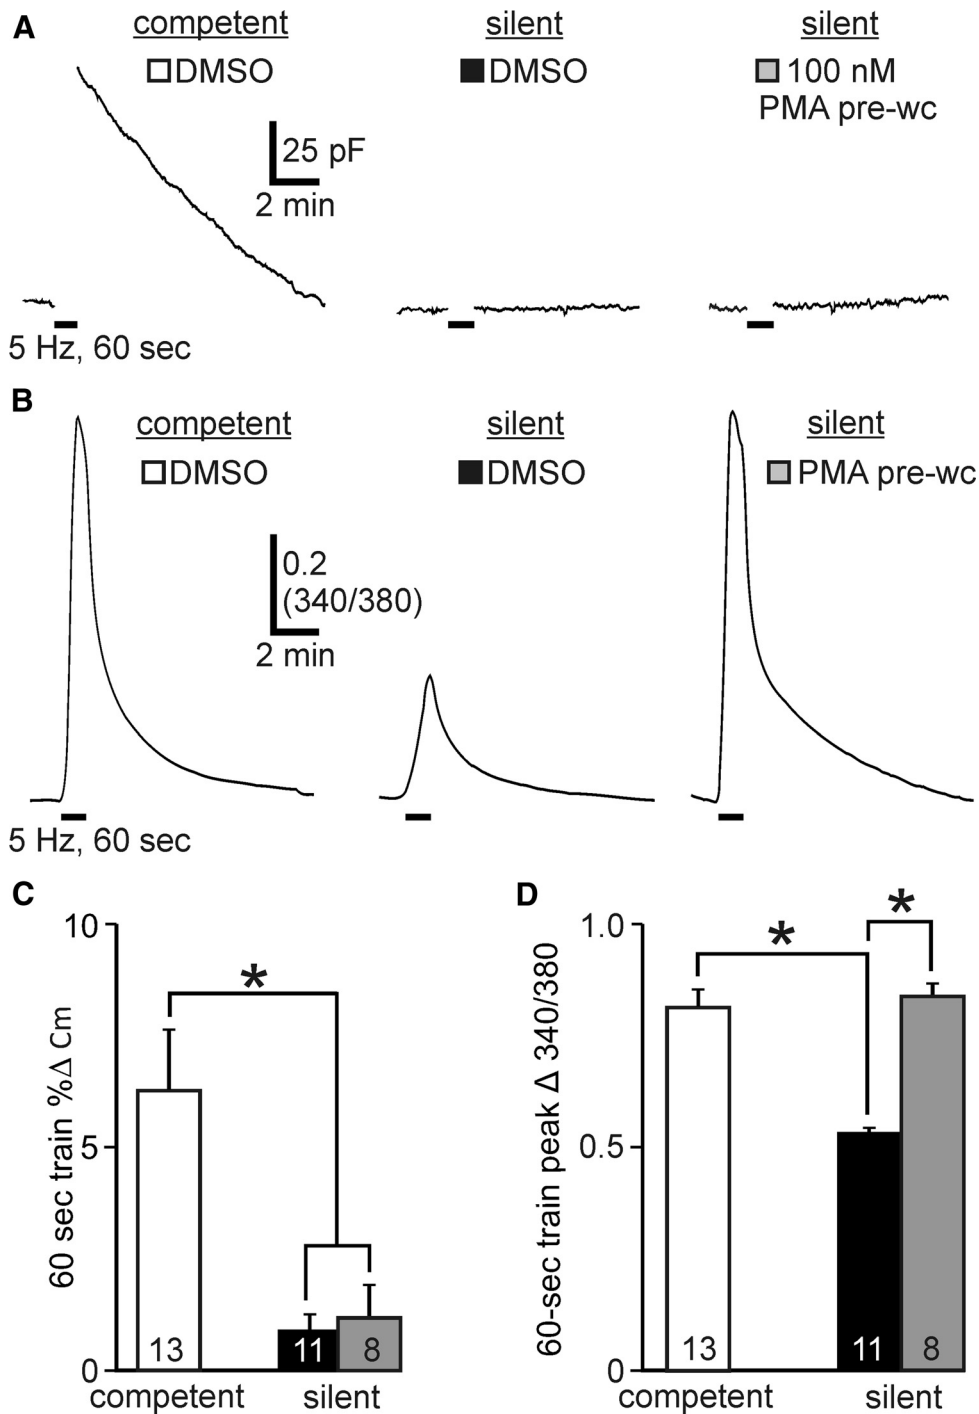 A
competent
DMSO
silent
DMSO
silent
100 nM
PMA pre-wc
25 pF
2 min
5 Hz, 60 sec
B
competent
DMSO
silent
DMSO
silent
PMA pre-wc
0.2
(340/380)
2 min
5 Hz, 60 sec
C
60 sec train %Δ Cm
10
5
0
*
13
11
8
competent
silent
D
60-sec train peak Δ 340/380
1.0
0.5
0
*
*
13
11
8
competent
silent